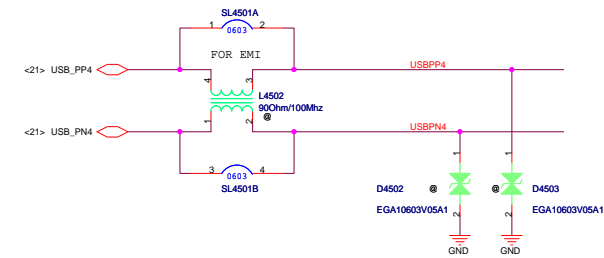 SL4501A
1 2
0603
FOR EMI
<21> USB_PP4
USBPP4
4 3
L4502
90Ohm/100Mhz
@
1 2
<21> USB_PN4
USBPN4
3 4
0603
SL4501B
1 1
D4502 @ @ D4503
EGA10603V05A1 EGA10603V05A1
2 2
GND GND